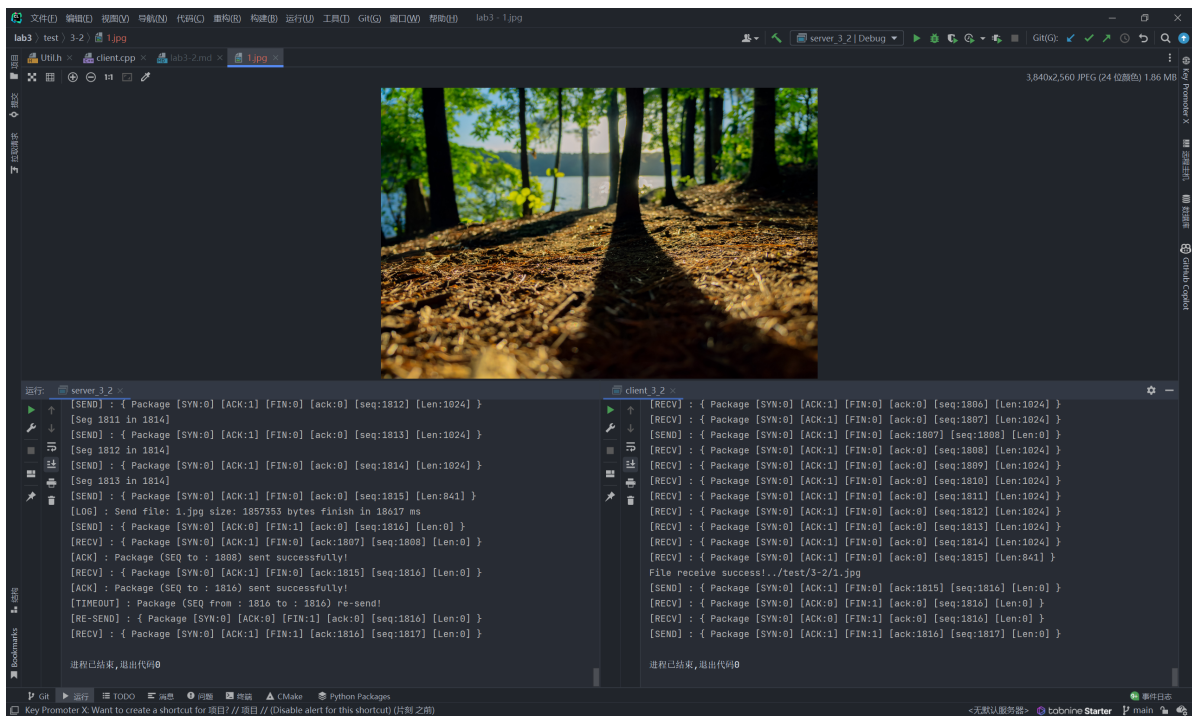 文件(F) 编辑(E) 视图(V) 导航(N) 代码(C) 重构(R) 构建(B) 运行(U) 工具(T) Git(G) 窗口(W) 帮助(H) lab3 - 1.jpg
lab3 〉 test 〉 3-2 〉 1.jpg
server_3_2 | Debug
Git(G):
Util.h
client.cpp
lab3-2.md
1.jpg
1:1
3,840x2,560 JPEG (24 位颜色) 1.86 MB
项目
提交
拉取请求
Key Promoter X
远程主机
数据库
GitHub Copilot
运行: server_3_2
[SEND] : { Package [SYN:0] [ACK:1] [FIN:0] [ack:0] [seq:1812] [Len:1024] }
[Seg 1811 in 1814]
[SEND] : { Package [SYN:0] [ACK:1] [FIN:0] [ack:0] [seq:1813] [Len:1024] }
[Seg 1812 in 1814]
[SEND] : { Package [SYN:0] [ACK:1] [FIN:0] [ack:0] [seq:1814] [Len:1024] }
[Seg 1813 in 1814]
[SEND] : { Package [SYN:0] [ACK:1] [FIN:0] [ack:0] [seq:1815] [Len:841] }
[LOG] : Send file: 1.jpg size: 1857353 bytes finish in 18617 ms
[SEND] : { Package [SYN:0] [ACK:0] [FIN:1] [ack:0] [seq:1816] [Len:0] }
[RECV] : { Package [SYN:0] [ACK:1] [FIN:0] [ack:1807] [seq:1808] [Len:0] }
[ACK] : Package (SEQ to : 1808) sent successfully!
[RECV] : { Package [SYN:0] [ACK:1] [FIN:0] [ack:1815] [seq:1816] [Len:0] }
[ACK] : Package (SEQ to : 1816) sent successfully!
[TIMEOUT] : Package (SEQ from : 1816 to : 1816) re-send!
[RE-SEND] : { Package [SYN:0] [ACK:0] [FIN:1] [ack:0] [seq:1816] [Len:0] }
[RECV] : { Package [SYN:0] [ACK:1] [FIN:1] [ack:1816] [seq:1817] [Len:0] }
进程已结束,退出代码0
client_3_2
[RECV] : { Package [SYN:0] [ACK:1] [FIN:0] [ack:0] [seq:1806] [Len:1024] }
[RECV] : { Package [SYN:0] [ACK:1] [FIN:0] [ack:0] [seq:1807] [Len:1024] }
[SEND] : { Package [SYN:0] [ACK:1] [FIN:0] [ack:1807] [seq:1808] [Len:0] }
[RECV] : { Package [SYN:0] [ACK:1] [FIN:0] [ack:0] [seq:1808] [Len:1024] }
[RECV] : { Package [SYN:0] [ACK:1] [FIN:0] [ack:0] [seq:1809] [Len:1024] }
[RECV] : { Package [SYN:0] [ACK:1] [FIN:0] [ack:0] [seq:1810] [Len:1024] }
[RECV] : { Package [SYN:0] [ACK:1] [FIN:0] [ack:0] [seq:1811] [Len:1024] }
[RECV] : { Package [SYN:0] [ACK:1] [FIN:0] [ack:0] [seq:1812] [Len:1024] }
[RECV] : { Package [SYN:0] [ACK:1] [FIN:0] [ack:0] [seq:1813] [Len:1024] }
[RECV] : { Package [SYN:0] [ACK:1] [FIN:0] [ack:0] [seq:1814] [Len:1024] }
[RECV] : { Package [SYN:0] [ACK:1] [FIN:0] [ack:0] [seq:1815] [Len:841] }
File receive success!../test/3-2/1.jpg
[SEND] : { Package [SYN:0] [ACK:1] [FIN:0] [ack:1815] [seq:1816] [Len:0] }
[RECV] : { Package [SYN:0] [ACK:0] [FIN:1] [ack:0] [seq:1816] [Len:0] }
[RECV] : { Package [SYN:0] [ACK:0] [FIN:1] [ack:0] [seq:1816] [Len:0] }
[SEND] : { Package [SYN:0] [ACK:1] [FIN:1] [ack:1816] [seq:1817] [Len:0] }
进程已结束,退出代码0
结构
Bookmarks
Git 运行 TODO 消息 问题 终端 CMake Python Packages
事件日志
Key Promoter X: Want to create a shortcut for 项目? // 项目 // (Disable alert for this shortcut) (片刻 之前)
<无默认服务器> tabnine Starter main